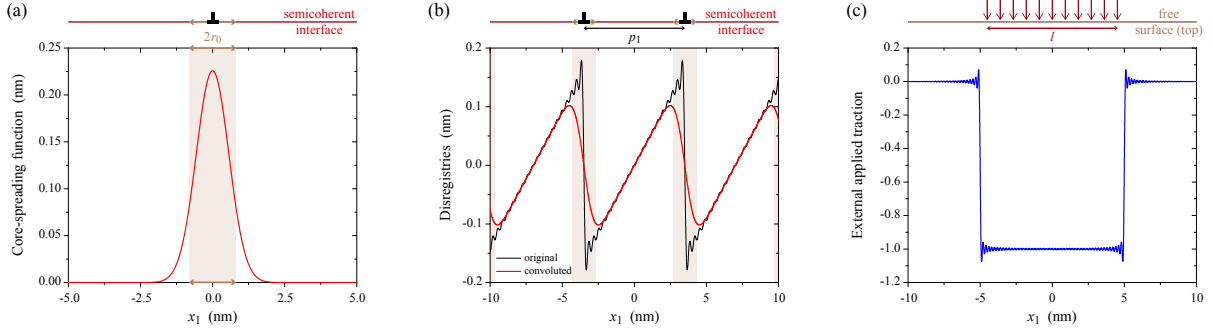 (a)
semicoherent
interface
2r₀
0.25
0.20
0.15
0.10
0.05
0.00
Core-spreading function (nm)
-5.0
-2.5
0.0
2.5
5.0
x₁ (nm)
(b)
semicoherent
interface
p₁
0.2
0.1
0.0
-0.1
-0.2
Disregistries (nm)
original
convoluted
-10
-5
0
5
10
x₁ (nm)
(c)
free
surface (top)
l
0.0
-0.2
-0.4
-0.6
-0.8
-1.0
-1.2
External applied traction
-10
-5
0
5
10
x₁ (nm)